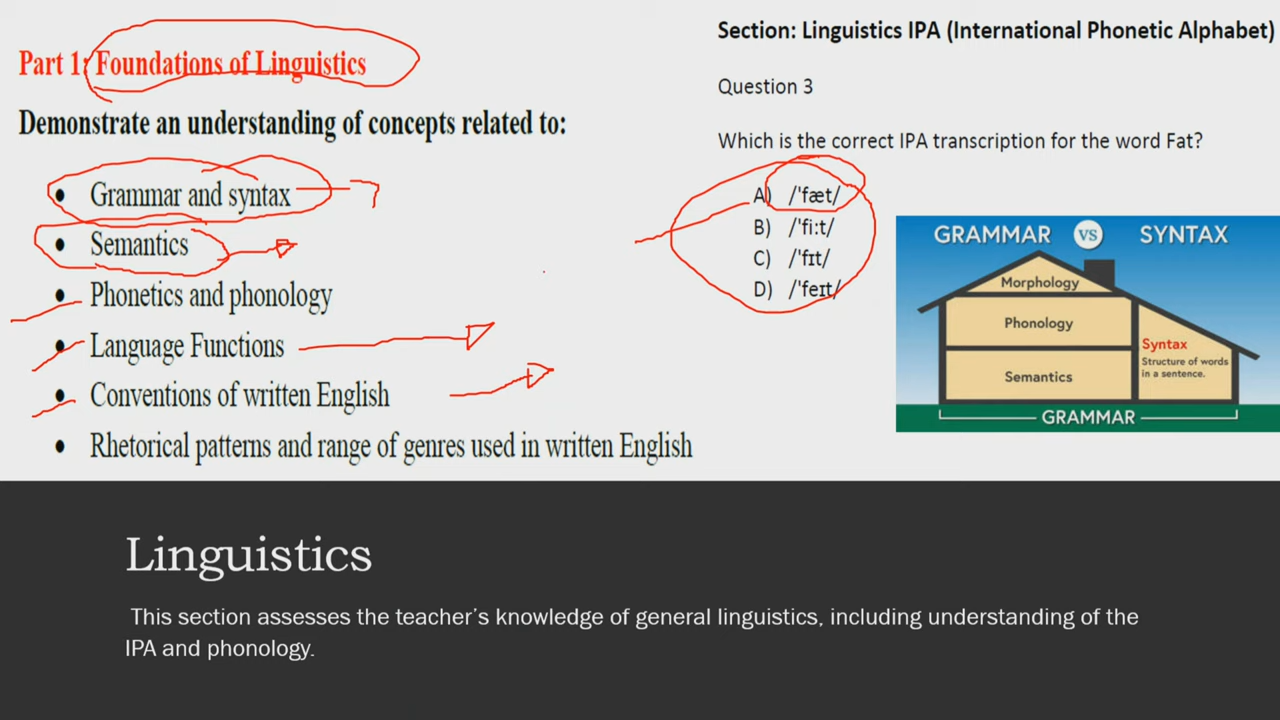 Part 1: Foundations of Linguistics
Demonstrate an understanding of concepts related to:
• Grammar and syntax
• Semantics
• Phonetics and phonology
• Language Functions
• Conventions of written English
• Rhetorical patterns and range of genres used in written English
Section: Linguistics IPA (International Phonetic Alphabet)
Question 3
Which is the correct IPA transcription for the word Fat?
A) /'fæt/
B) /'fi:t/
C) /'fɪt/
D) /'feɪt/
GRAMMAR VS SYNTAX
Morphology
Phonology
Semantics
Syntax
Structure of words
in a sentence.
GRAMMAR
Linguistics
This section assesses the teacher’s knowledge of general linguistics, including understanding of the
IPA and phonology.